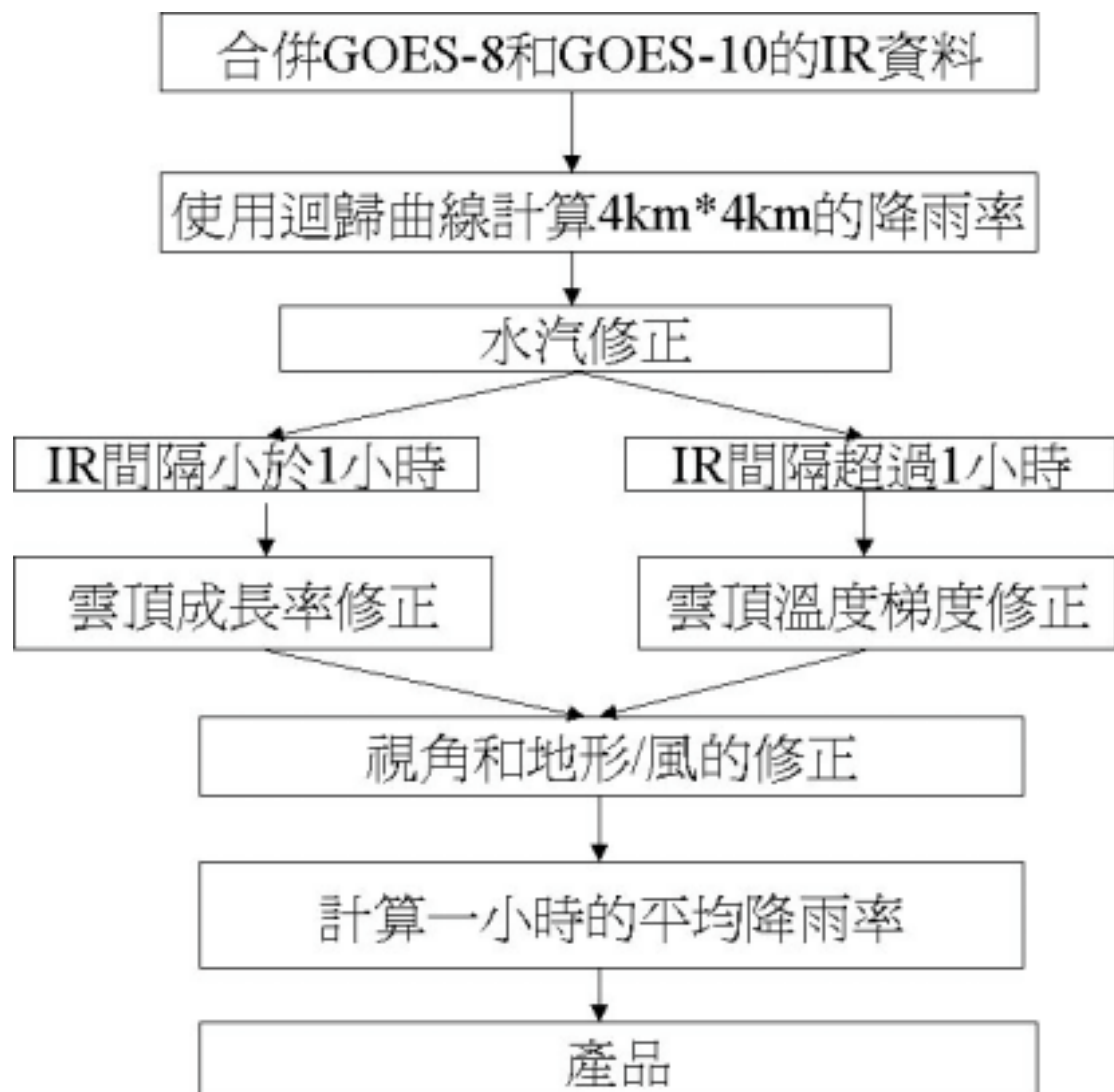 合併GOES-8和GOES-10的IR資料
使用迴歸曲線計算4km*4km的降雨率
水汽修正
IR間隔小於1小時
IR間隔超過1小時
雲頂成長率修正
雲頂溫度梯度修正
視角和地形/風的修正
計算一小時的平均降雨率
產品